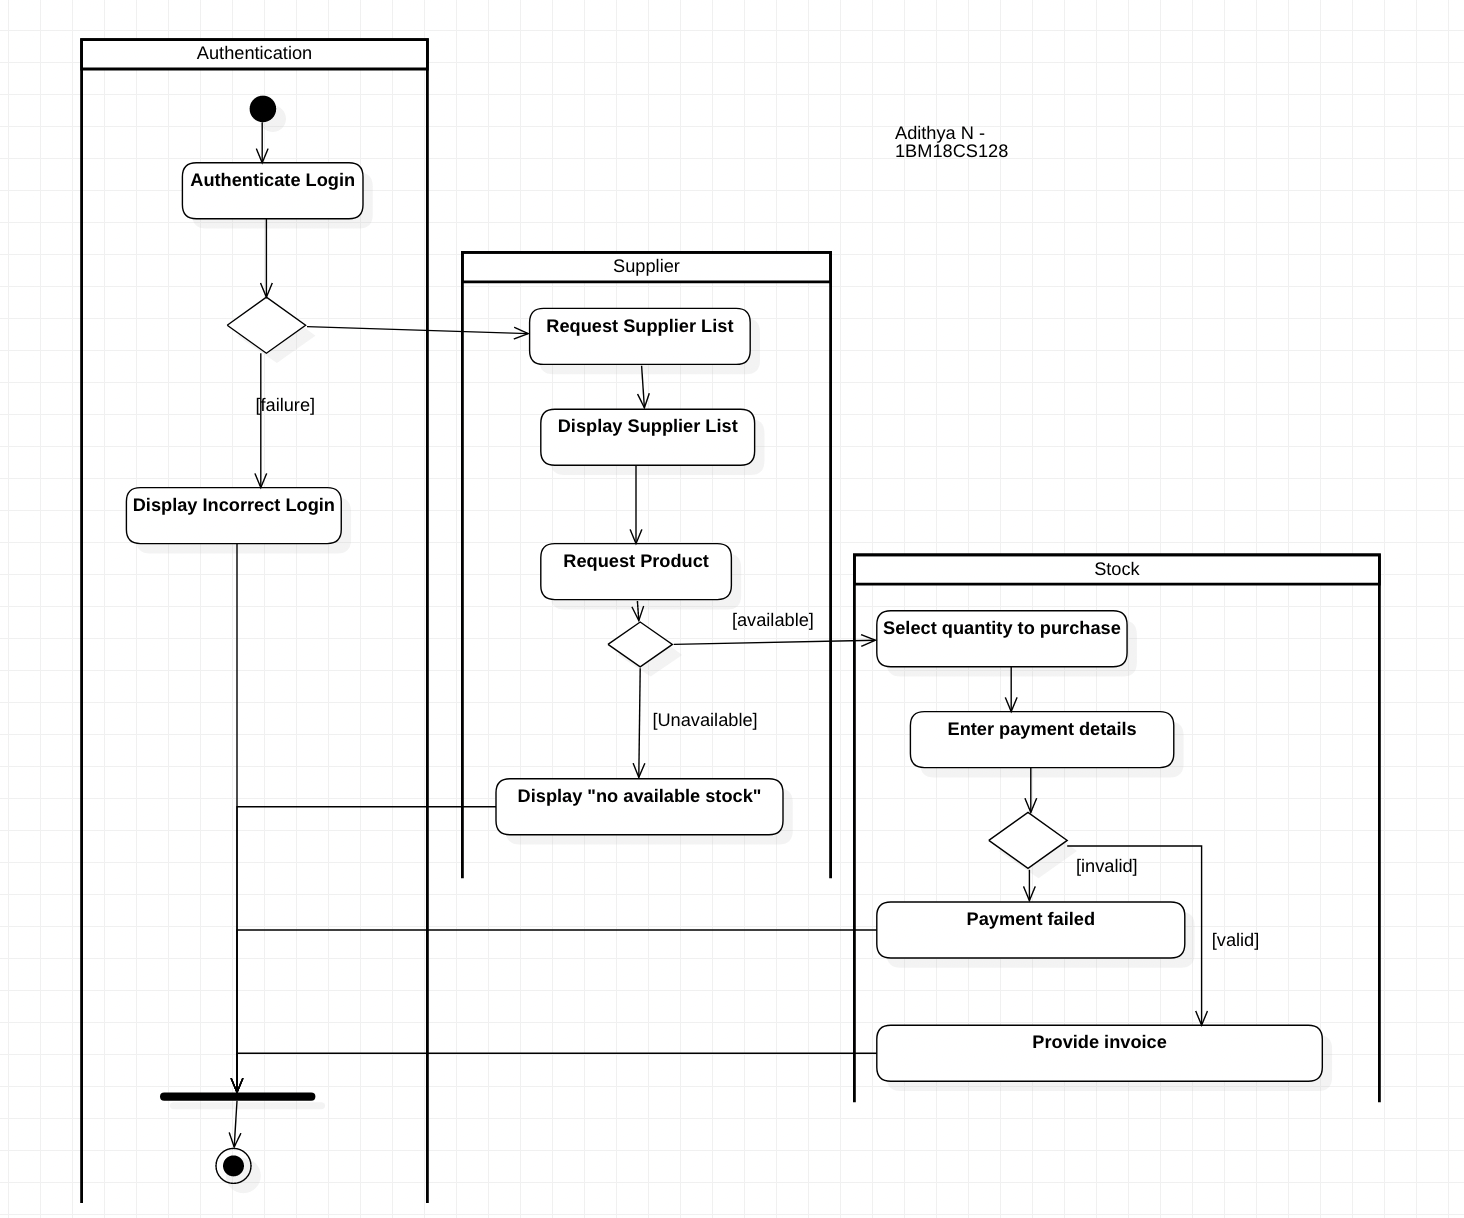 Authentication
Adithya N -
1BM18CS128
Authenticate Login
Supplier
Request Supplier List
[failure]
Display Supplier List
Display Incorrect Login
Request Product
Stock
[available]
Select quantity to purchase
[Unavailable]
Enter payment details
Display "no available stock"
[invalid]
Payment failed
[valid]
Provide invoice